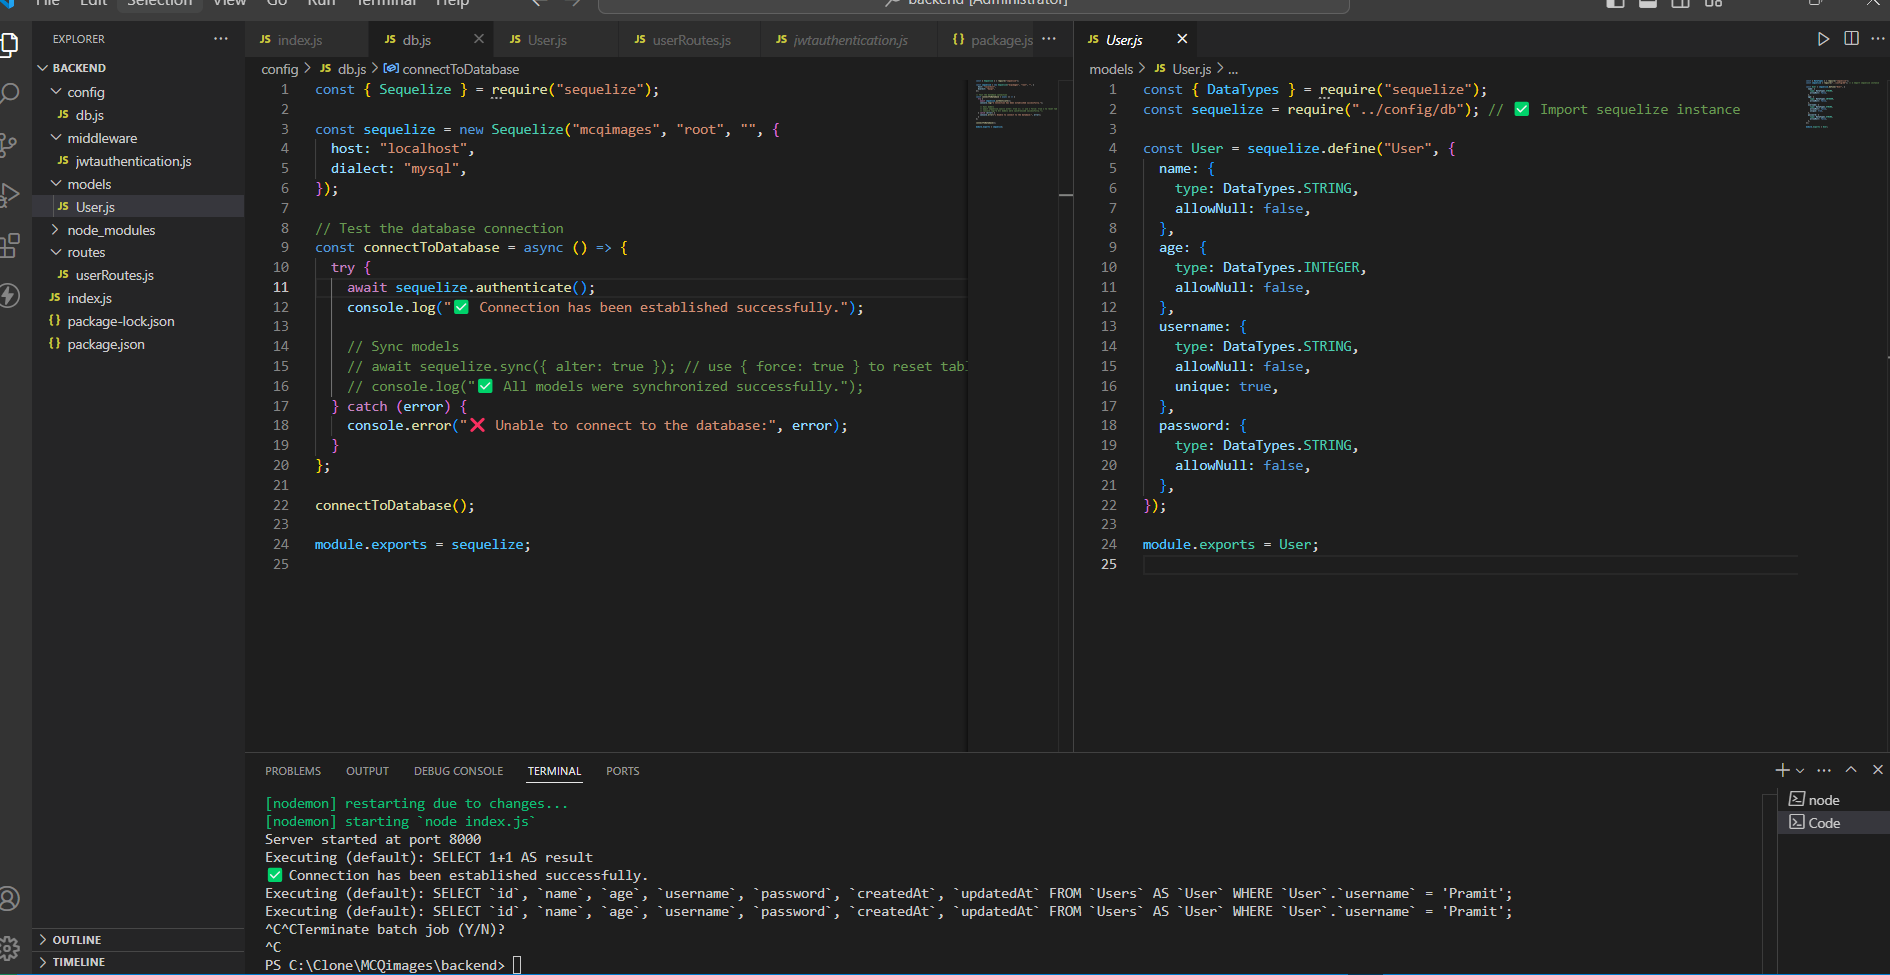 File Edit Selection View Go Run Terminal Help
backend [Administrator]
EXPLORER
BACKEND
config
JS db.js
middleware
JS jwtauthentication.js
models
JS User.js
node_modules
routes
JS userRoutes.js
JS index.js
{} package-lock.json
{} package.json
OUTLINE
TIMELINE
JS index.js JS db.js JS User.js JS userRoutes.js JS jwtauthentication.js {} package.js
config > JS db.js > connectToDatabase
1 const { Sequelize } = require("sequelize");
2
3 const sequelize = new Sequelize("mcqimages", "root", "", {
4 host: "localhost",
5 dialect: "mysql",
6 });
7
8 // Test the database connection
9 const connectToDatabase = async () => {
10 try {
11 await sequelize.authenticate();
12 console.log("✅ Connection has been established successfully.");
13
14 // Sync models
15 // await sequelize.sync({ alter: true }); // use { force: true } to reset tabl
16 // console.log("✅ All models were synchronized successfully.");
17 } catch (error) {
18 console.error("❌ Unable to connect to the database:", error);
19 }
20 };
21
22 connectToDatabase();
23
24 module.exports = sequelize;
25
JS User.js
models > JS User.js > ...
1 const { DataTypes } = require("sequelize");
2 const sequelize = require("../config/db"); // ✅ Import sequelize instance
3
4 const User = sequelize.define("User", {
5 name: {
6 type: DataTypes.STRING,
7 allowNull: false,
8 },
9 age: {
10 type: DataTypes.INTEGER,
11 allowNull: false,
12 },
13 username: {
14 type: DataTypes.STRING,
15 allowNull: false,
16 unique: true,
17 },
18 password: {
19 type: DataTypes.STRING,
20 allowNull: false,
21 },
22 });
23
24 module.exports = User;
25
PROBLEMS OUTPUT DEBUG CONSOLE TERMINAL PORTS
[nodemon] restarting due to changes...
[nodemon] starting `node index.js`
Server started at port 8000
Executing (default): SELECT 1+1 AS result
✅ Connection has been established successfully.
Executing (default): SELECT `id`, `name`, `age`, `username`, `password`, `createdAt`, `updatedAt` FROM `Users` AS `User` WHERE `User`.`username` = 'Pramit';
Executing (default): SELECT `id`, `name`, `age`, `username`, `password`, `createdAt`, `updatedAt` FROM `Users` AS `User` WHERE `User`.`username` = 'Pramit';
^C^CTerminate batch job (Y/N)?
^C
PS C:\Clone\MCQimages\backend>
node
Code